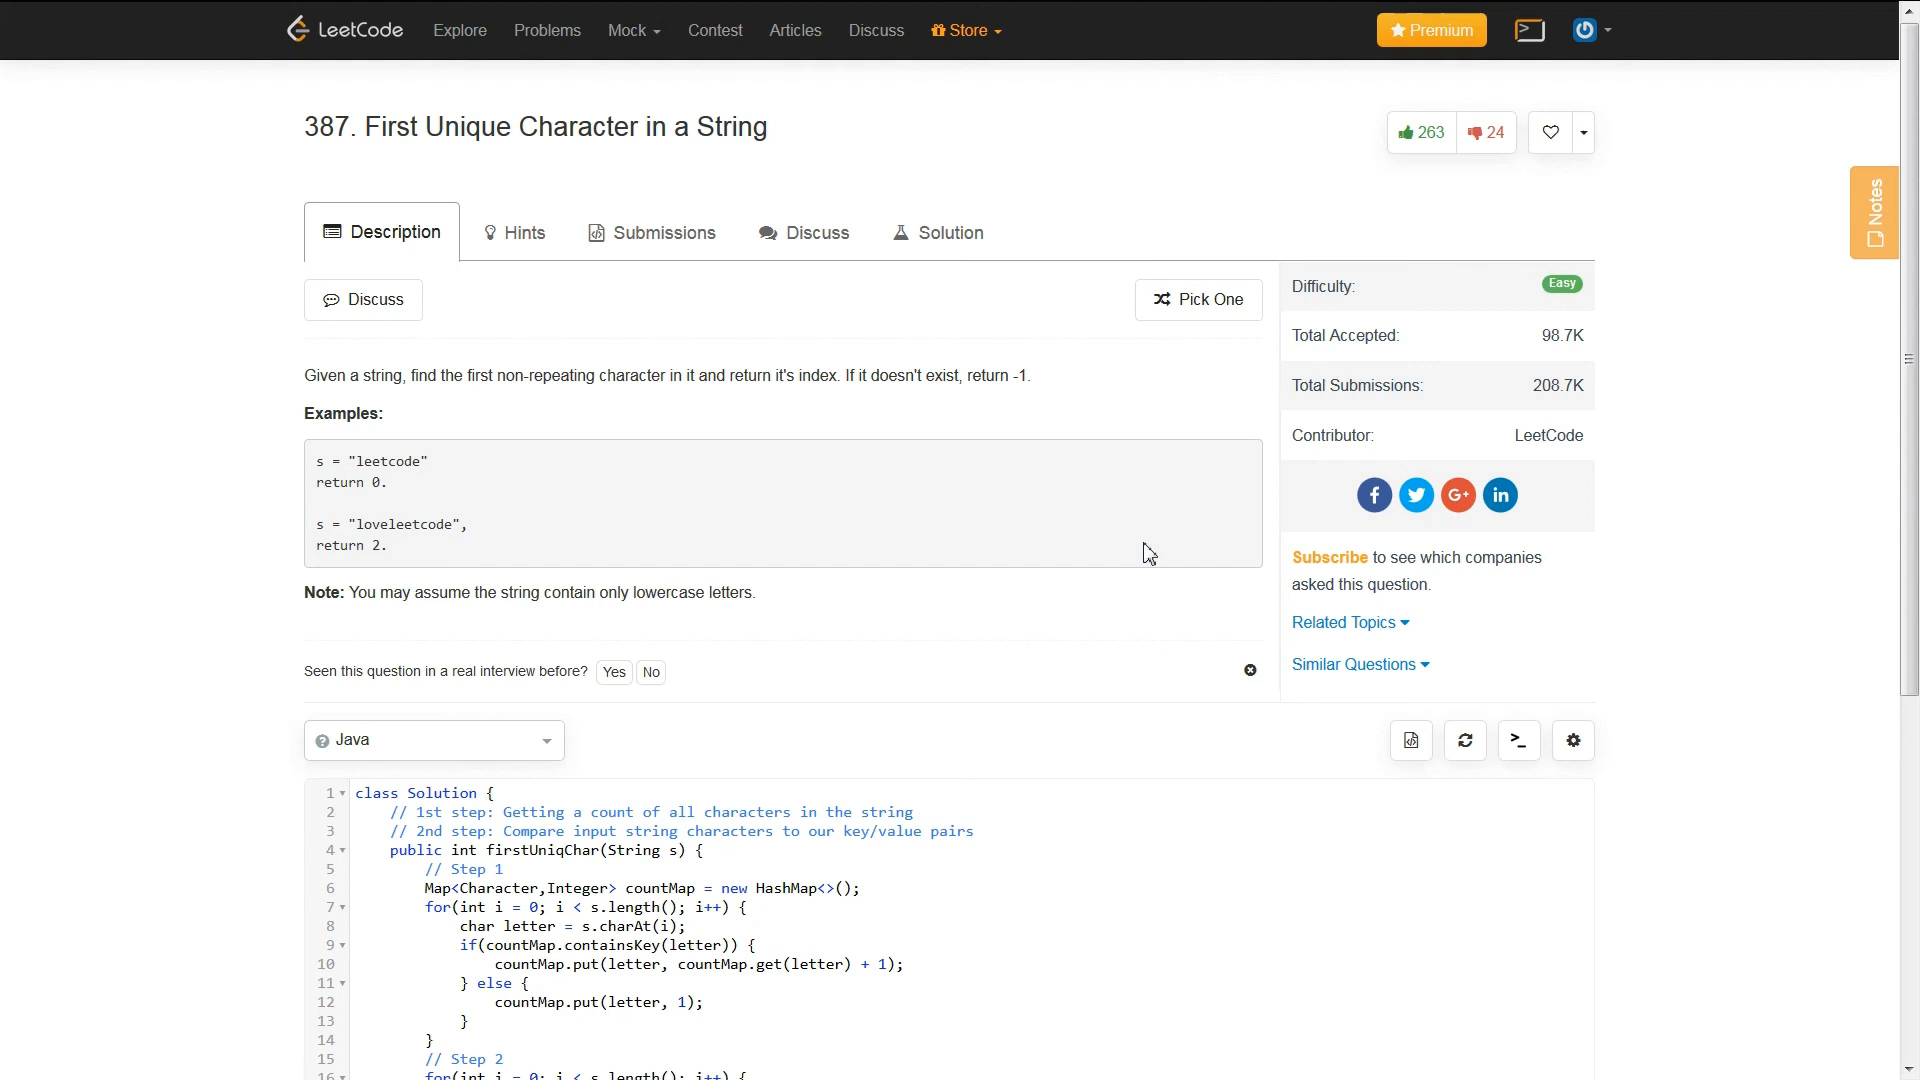 LeetCode Explore Problems Mock Contest Articles Discuss Store Premium
387. First Unique Character in a String
263 24
Notes
Description Hints Submissions Discuss Solution
Discuss
Pick One
Given a string, find the first non-repeating character in it and return it's index. If it doesn't exist, return -1.
Examples:
s = "leetcode"
return 0.
s = "loveleetcode",
return 2.
Note: You may assume the string contain only lowercase letters.
Seen this question in a real interview before? Yes No
Difficulty: Easy
Total Accepted: 98.7K
Total Submissions: 208.7K
Contributor: LeetCode
f G+ in
Subscribe to see which companies
asked this question.
Related Topics
Similar Questions
Java
>_
1 class Solution {
2 // 1st step: Getting a count of all characters in the string
3 // 2nd step: Compare input string characters to our key/value pairs
4 public int firstUniqChar(String s) {
5 // Step 1
6 Map<Character,Integer> countMap = new HashMap<>();
7 for(int i = 0; i < s.length(); i++) {
8 char letter = s.charAt(i);
9 if(countMap.containsKey(letter)) {
10 countMap.put(letter, countMap.get(letter) + 1);
11 } else {
12 countMap.put(letter, 1);
13 }
14 }
15 // Step 2
16 for(int i = 0; i < s.length(); i++) {